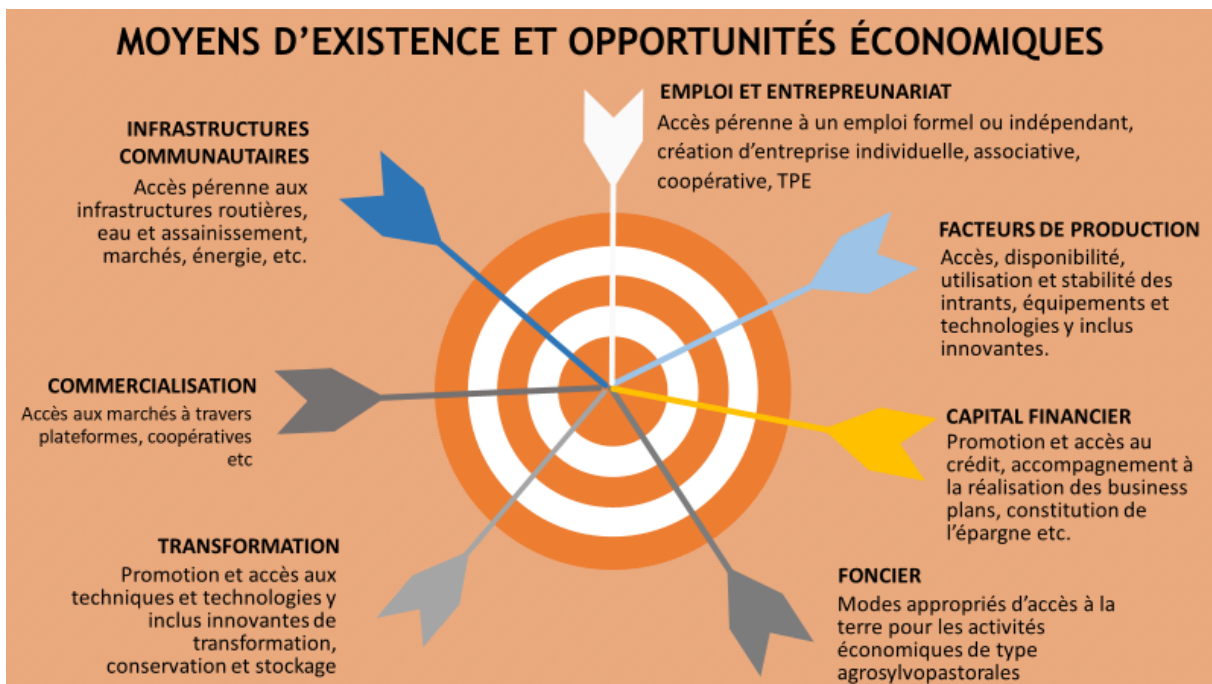 MOYENS D'EXISTENCE ET OPPORTUNITÉS ÉCONOMIQUES
EMPLOI ET ENTREPREUNARIAT
Accès pérenne à un emploi formel ou indépendant,
création d'entreprise individuelle, associative,
coopérative, TPE
FACTEURS DE PRODUCTION
Accès, disponibilité,
utilisation et stabilité des
intrants, équipements et
technologies y inclus
innovantes.
CAPITAL FINANCIER
Promotion et accès au
crédit, accompagnement à
la réalisation des business
plans, constitution de
l'épargne etc.
FONCIER
Modes appropriés d'accès à la
terre pour les activités
économiques de type
agrosylvopastorales
TRANSFORMATION
Promotion et accès aux
techniques et technologies y
inclus innovantes de
transformation,
conservation et stockage
COMMERCIALISATION
Accès aux marchés à travers
plateformes, coopératives
etc
INFRASTRUCTURES
COMMUNAUTAIRES
Accès pérenne aux
infrastructures routières,
eau et assainissement,
marchés, énergie, etc.